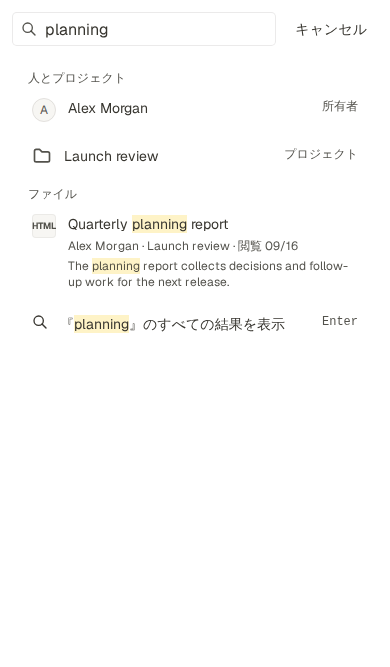 planning
キャンセル
人とプロジェクト
A
Alex Morgan
所有者
Launch review
プロジェクト
ファイル
HTML
Quarterly planning report
Alex Morgan · Launch review · 閲覧 09/16
The planning report collects decisions and follow-
up work for the next release.
『planning』のすべての結果を表示
Enter